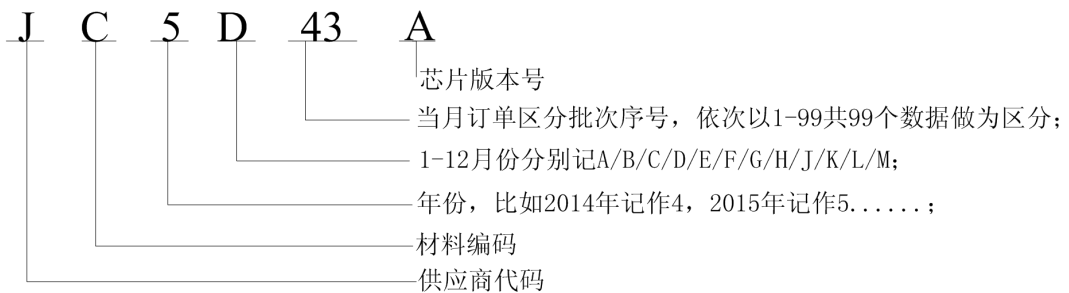 J C 5 D 43 A
芯片版本号
当月订单区分批次序号，依次以1-99共99个数据做为区分；
1-12月份分别记A/B/C/D/E/F/G/H/J/K/L/M；
年份，比如2014年记作4，2015年记作5......；
材料编码
供应商代码